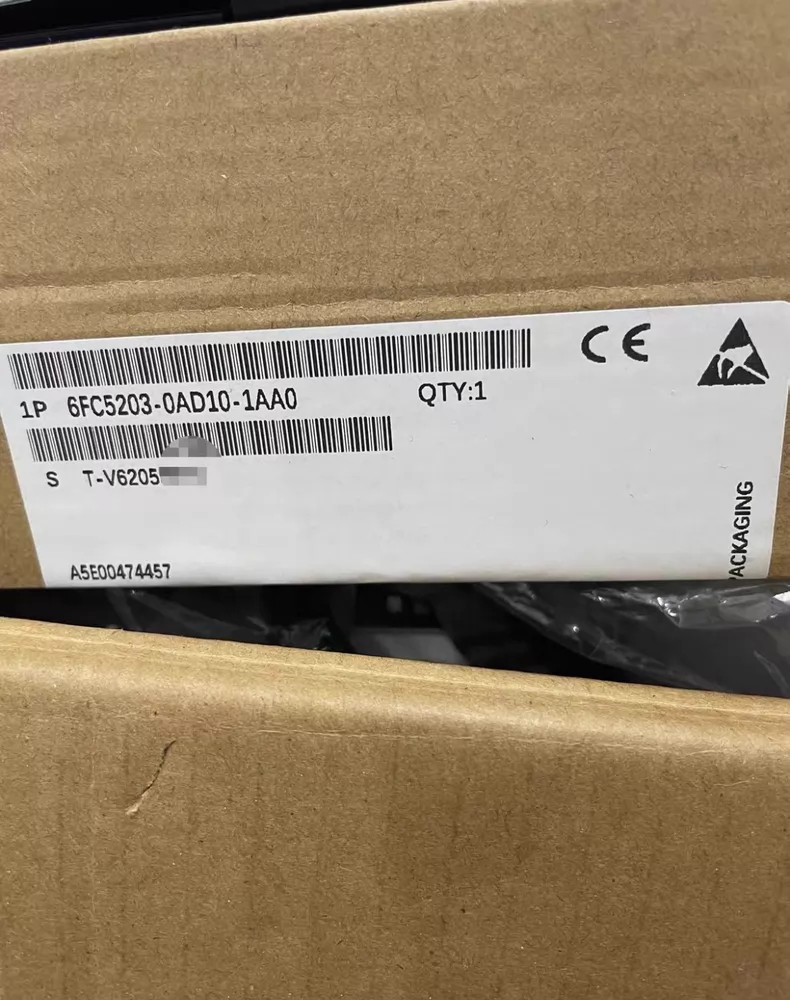 CE
1P 6FC5203-0AD10-1AA0 QTY:1
S T-V6205
A5E00474457
PACKAGING